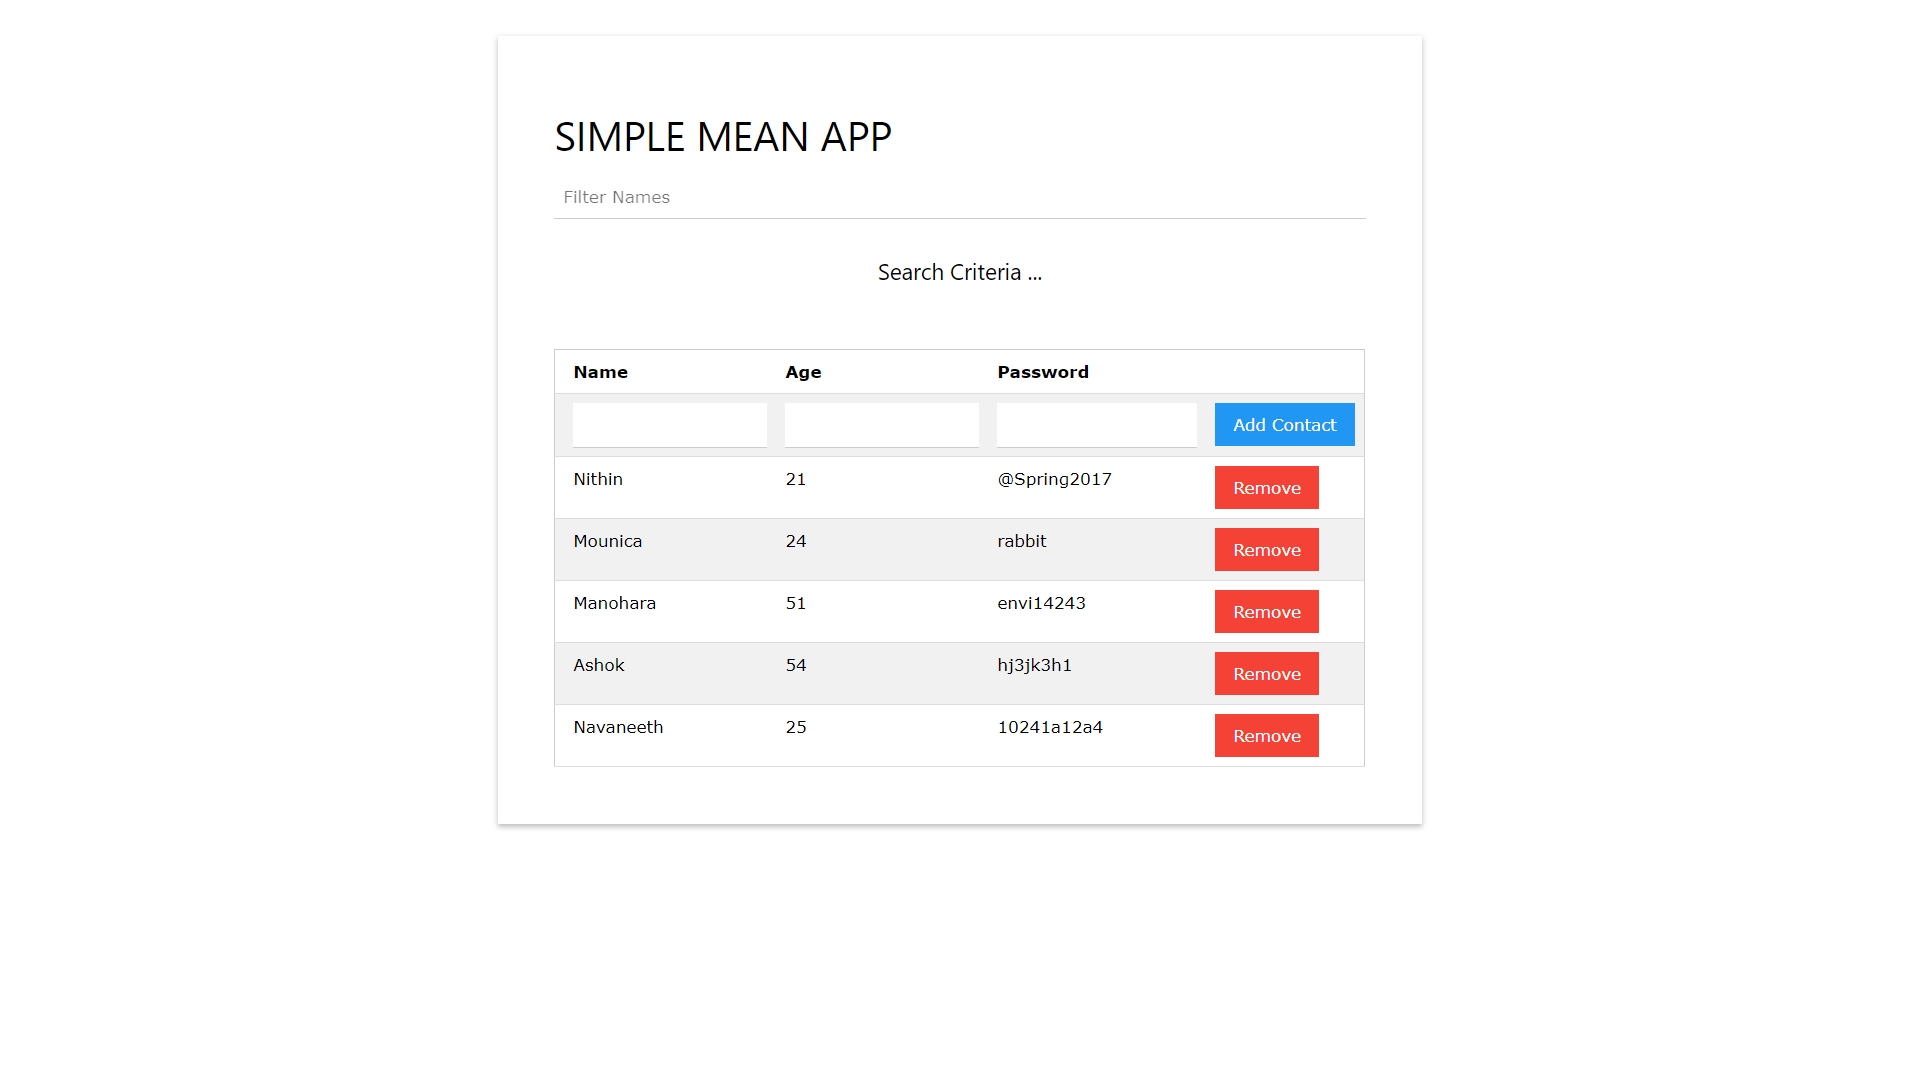 SIMPLE MEAN APP
Filter Names
Search Criteria ...
Name Age Password
Add Contact
Nithin 21 @Spring2017 Remove
Mounica 24 rabbit Remove
Manohara 51 envi14243 Remove
Ashok 54 hj3jk3h1 Remove
Navaneeth 25 10241a12a4 Remove